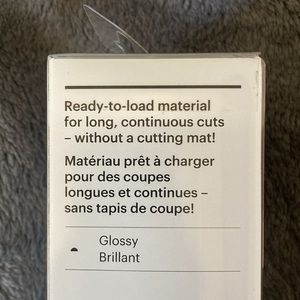 Ready-to-load material
for long, continuous cuts
– without a cutting mat!
Matériau prêt à charger
pour des coupes
longues et continues –
sans tapis de coupe!
Glossy
Brillant